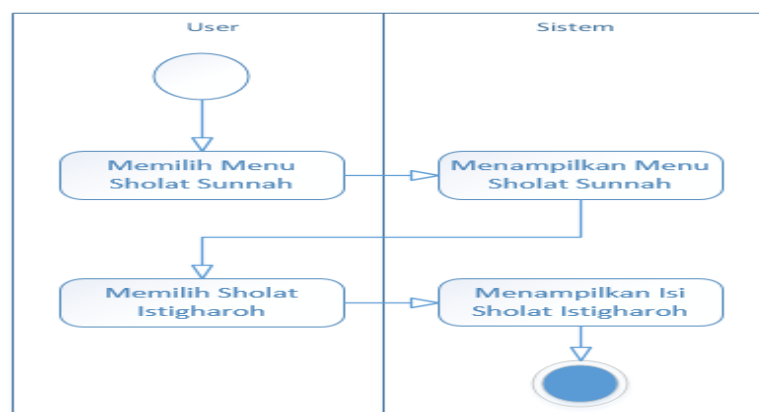 User
Sistem
Memilih Menu
Sholat Sunnah
Menampilkan Menu
Sholat Sunnah
Memilih Sholat
Istigharoh
Menampilkan Isi
Sholat Istigharoh